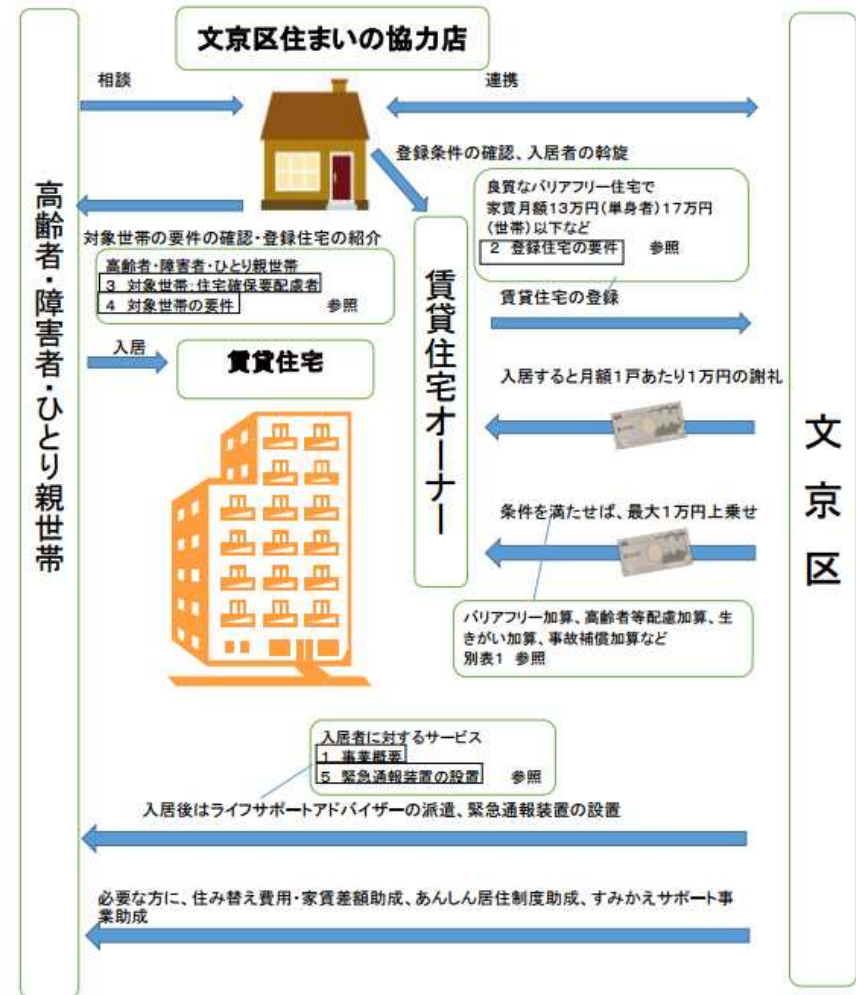 文京区住まいの協力店
相談
連携
登録条件の確認、入居者の斡旋
良質なバリアフリー住宅で
家賃月額13万円(単身者)17万円
(世帯)以下など
2 登録住宅の要件 参照
高齢者・障害者・ひとり親世帯
対象世帯の要件の確認・登録住宅の紹介
高齢者・障害者・ひとり親世帯
3 対象世帯:住宅確保要配慮者
4 対象世帯の要件 参照
賃貸住宅オーナー
賃貸住宅の登録
入居
賃貸住宅
入居すると月額1戸あたり1万円の謝礼
文京区
条件を満たせば、最大1万円上乗せ
バリアフリー加算、高齢者等配慮加算、生
きがい加算、事故補償加算など
別表1 参照
入居者に対するサービス
1 事業概要
5 緊急通報装置の設置 参照
入居後はライフサポートアドバイザーの派遣、緊急通報装置の設置
必要な方に、住み替え費用・家賃差額助成、あんしん居住制度助成、すみかえサポート事
業助成